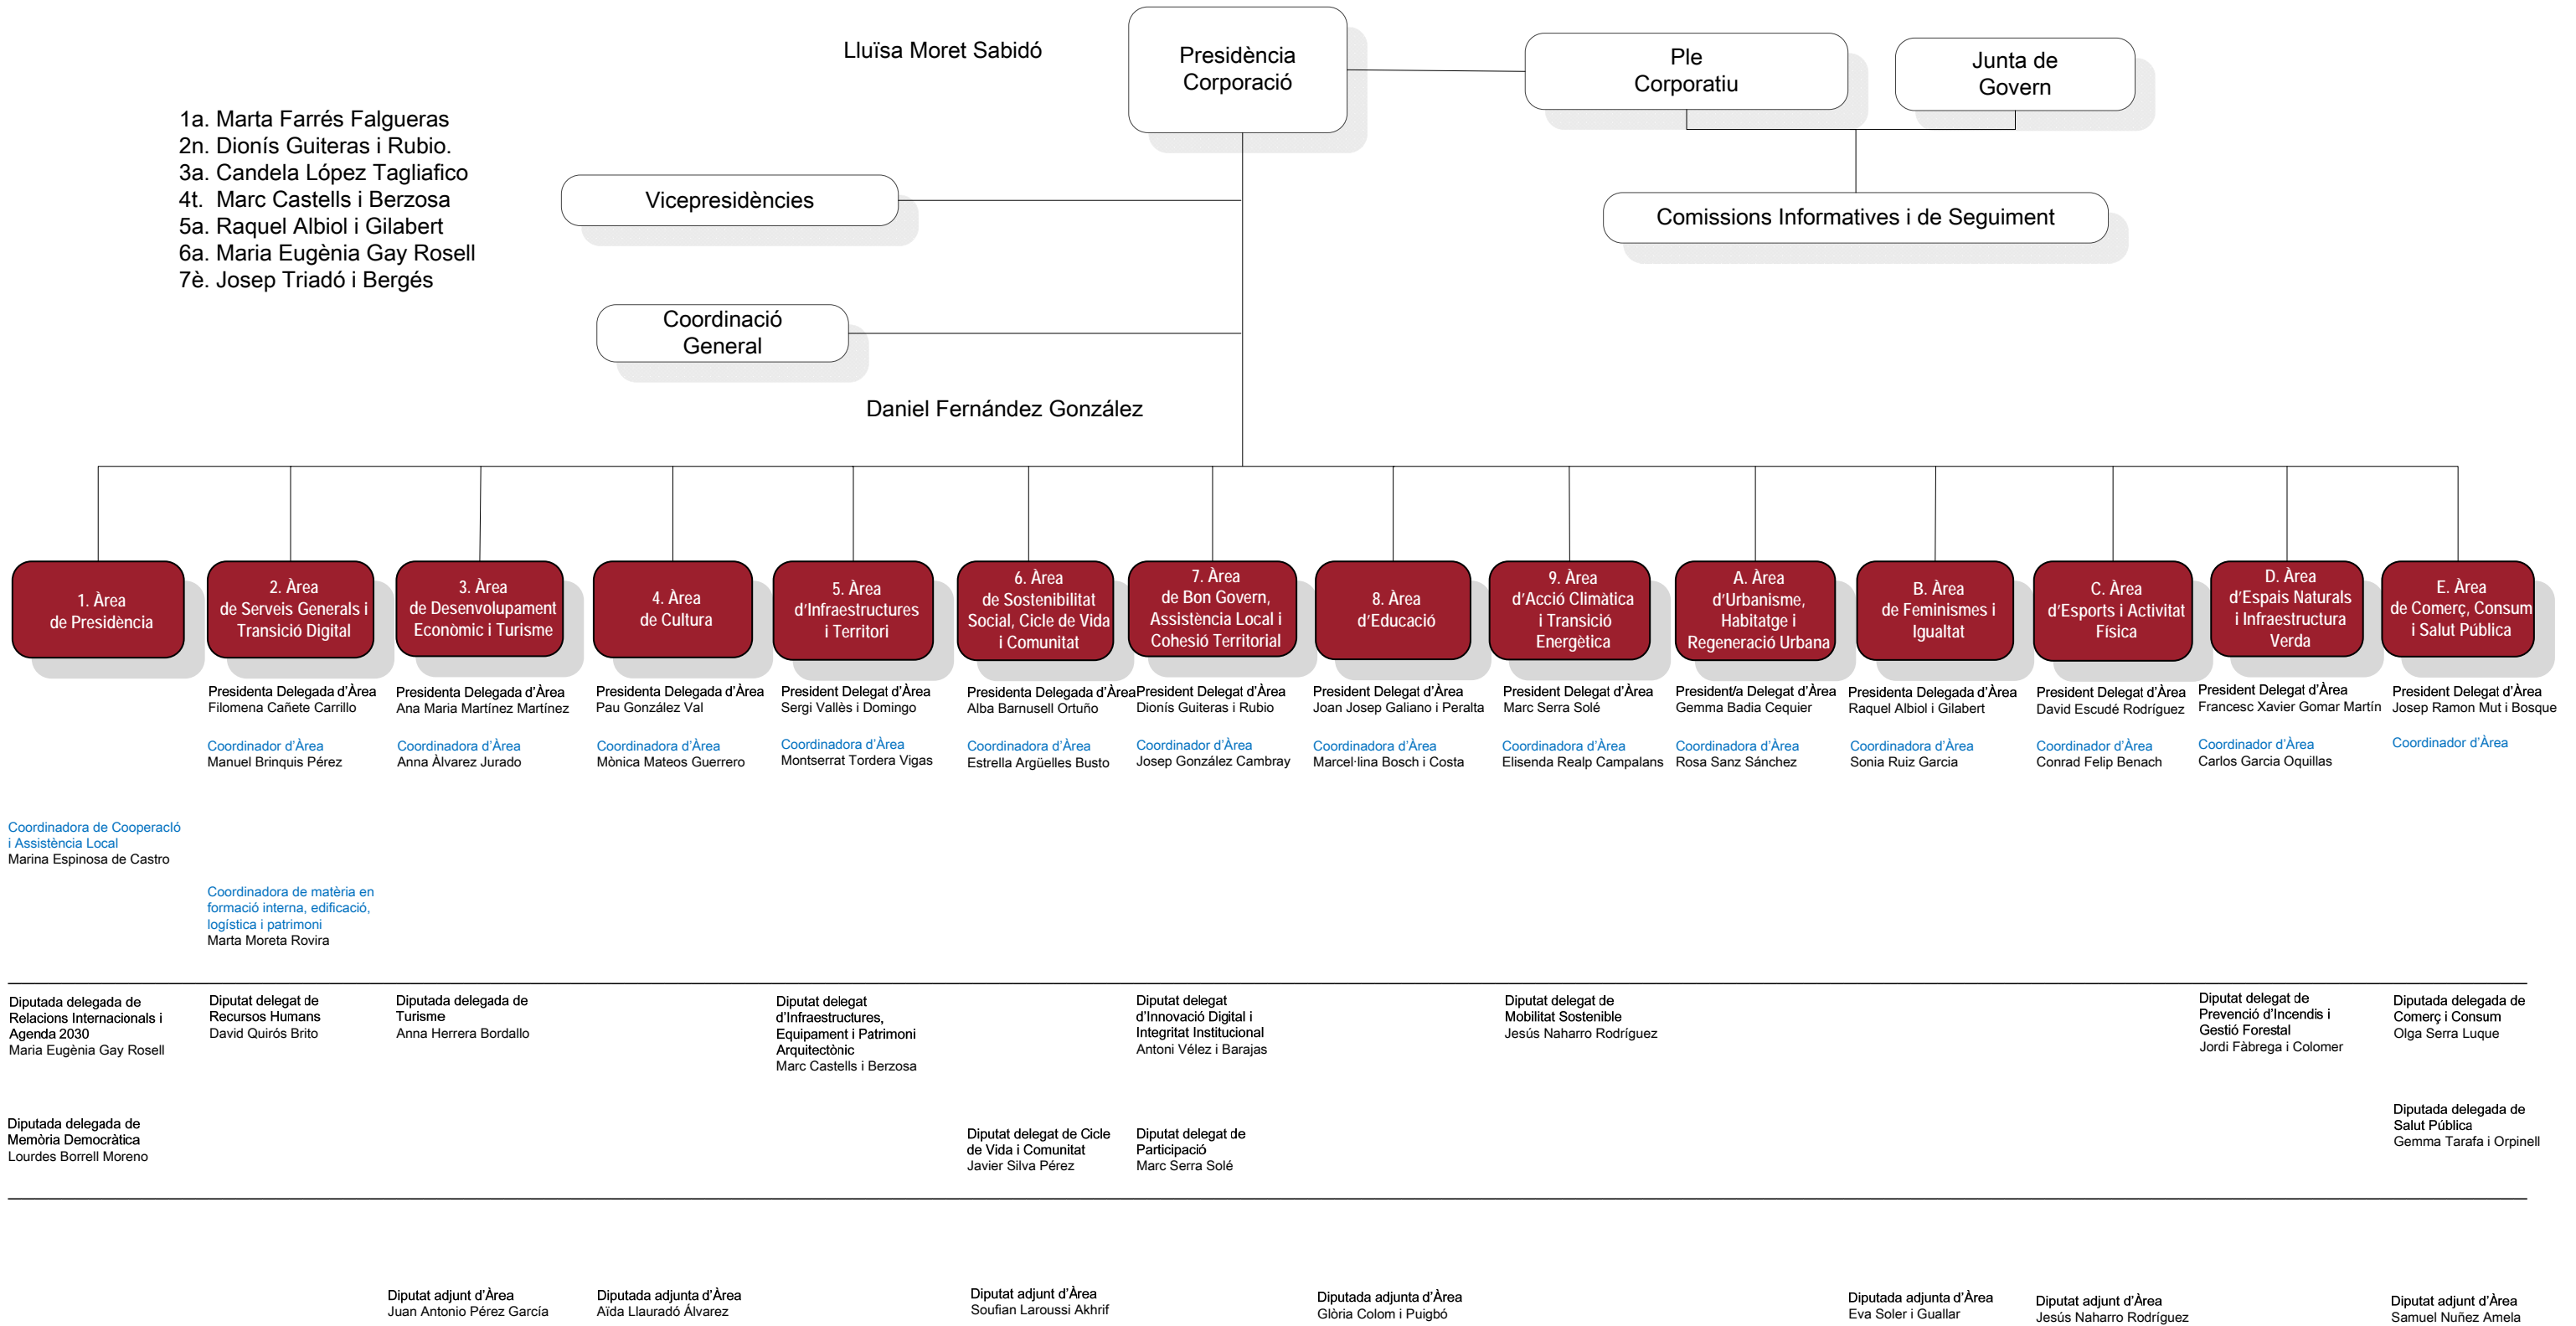 Lluïsa Moret Sabidó
Presidència
Corporació
Ple
Corporatiu
Junta de
Govern
1a. Marta Farrés Falgueras
2n. Dionís Guiteras i Rubio.
3a. Candela López Tagliafico
4t. Marc Castells i Berzosa
5a. Raquel Albiol i Gilabert
6a. Maria Eugènia Gay Rosell
7è. Josep Triadó i Bergés
Vicepresidències
Comissions Informatives i de Seguiment
Coordinació
General
Daniel Fernández González
1. Àrea
de Presidència
2. Àrea
de Serveis Generals i
Transició Digital
3. Àrea
de Desenvolupament
Econòmic i Turisme
4. Àrea
de Cultura
5. Àrea
d'Infraestructures
i Territori
6. Àrea
de Sostenibilitat
Social, Cicle de Vida
i Comunitat
7. Àrea
de Bon Govern,
Assistència Local i
Cohesió Territorial
8. Àrea
d'Educació
9. Àrea
d'Acció Climàtica
i Transició
Energètica
A. Àrea
d'Urbanisme,
Habitatge i
Regeneració Urbana
B. Àrea
de Feminismes i
Igualtat
C. Àrea
d'Esports i Activitat
Física
D. Àrea
d'Espais Naturals
i Infraestructura
Verda
E. Àrea
de Comerç, Consum
i Salut Pública
Presidenta Delegada d'Àrea
Filomena Cañete Carrillo
Presidenta Delegada d'Àrea
Ana Maria Martínez Martínez
Presidenta Delegada d'Àrea
Pau González Val
President Delegat d'Àrea
Sergi Vallès i Domingo
Presidenta Delegada d'Àrea
Alba Barnusell Ortuño
President Delegat d'Àrea
Dionís Guiteras i Rubio
President Delegat d'Àrea
Joan Josep Galiano i Peralta
President Delegat d'Àrea
Marc Serra Solé
President/a Delegat d'Àrea
Gemma Badia Cequier
Presidenta Delegada d'Àrea
Raquel Albiol i Gilabert
President Delegat d'Àrea
David Escudé Rodríguez
President Delegat d'Àrea
Francesc Xavier Gomar Martín
President Delegat d'Àrea
Josep Ramon Mut i Bosque
Coordinador d'Àrea
Manuel Brinquis Pérez
Coordinadora d'Àrea
Anna Àlvarez Jurado
Coordinadora d'Àrea
Mònica Mateos Guerrero
Coordinadora d'Àrea
Montserrat Tordera Vigas
Coordinadora d'Àrea
Estrella Argüelles Busto
Coordinador d'Àrea
Josep González Cambray
Coordinadora d'Àrea
Marcel·lina Bosch i Costa
Coordinadora d'Àrea
Elisenda Realp Campalans
Coordinadora d'Àrea
Rosa Sanz Sánchez
Coordinadora d'Àrea
Sonia Ruiz Garcia
Coordinador d'Àrea
Conrad Felip Benach
Coordinador d'Àrea
Carlos Garcia Oquillas
Coordinador d'Àrea
Coordinadora de Cooperacló
i Assistència Local
Marina Espinosa de Castro
Coordinadora de matèria en
formació interna, edificació,
logística i patrimoni
Marta Moreta Rovira
Diputada delegada de
Relacions Internacionals i
Agenda 2030
Maria Eugènia Gay Rosell
Diputat delegat de
Recursos Humans
David Quirós Brito
Diputada delegada de
Turisme
Anna Herrera Bordallo
Diputat delegat
d'Infraestructures,
Equipament i Patrimoni
Arquitectònic
Marc Castells i Berzosa
Diputat delegat
d'Innovació Digital i
Integritat Institucional
Antoni Vélez i Barajas
Diputat delegat de
Mobilitat Sostenible
Jesús Naharro Rodríguez
Diputat delegat de
Prevenció d'Incendis i
Gestió Forestal
Jordi Fàbrega i Colomer
Diputada delegada de
Comerç i Consum
Olga Serra Luque
Diputada delegada de
Memòria Democràtica
Lourdes Borrell Moreno
Diputat delegat de Cicle
de Vida i Comunitat
Javier Silva Pérez
Diputat delegat de
Participació
Marc Serra Solé
Diputada delegada de
Salut Pública
Gemma Tarafa i Orpinell
Diputat adjunt d'Àrea
Juan Antonio Pérez García
Diputada adjunta d'Àrea
Aïda Llauradó Álvarez
Diputat adjunt d'Àrea
Soufian Laroussi Akhrif
Diputada adjunta d'Àrea
Glòria Colom i Puigbó
Diputada adjunta d'Àrea
Eva Soler i Guallar
Diputat adjunt d'Àrea
Jesús Naharro Rodríguez
Diputat adjunt d'Àrea
Samuel Nuñez Amela